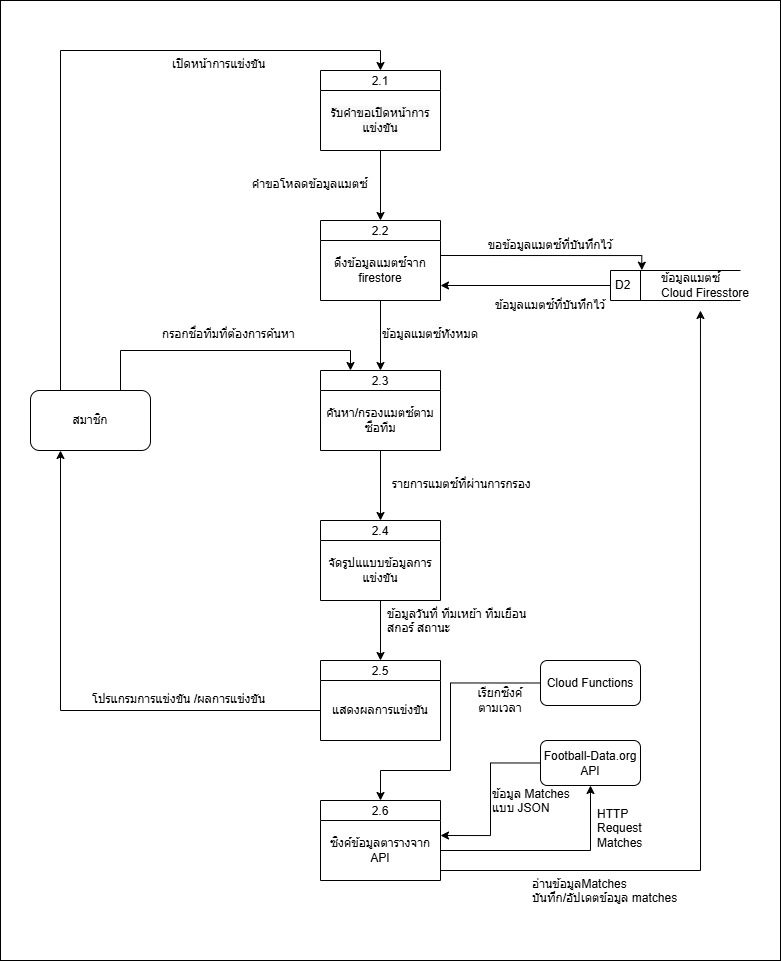 เปิดหน้าการแข่งขัน
2.1
รับคำขอเปิดหน้าการ
แข่งขัน
คำขอโหลดข้อมูลแมตซ์
2.2
ดึงข้อมูลแมตซ์จาก
firestore
ขอข้อมูลแมตซ์ที่บันทึกไว้
D2
ข้อมูลแมตซ์
Cloud Firesstore
ข้อมูลแมตซ์ที่บันทึกไว้
กรอกชื่อทีมที่ต้องการค้นหา
ข้อมูลแมตซ์ทังหมด
2.3
ค้นหา/กรองแมตซ์ตาม
ชื่อทีม
สมาชิก
รายการแมตซ์ที่ผ่านการกรอง
2.4
จัดรูปแแบบข้อมูลการ
แข่งขัน
ข้อมูลวันที่ ทีมเหย้า ทีมเยือน
สกอร์ สถานะ
2.5
แสดงผลการแข่งขัน
โปรแกรมการแข่งขัน /ผลการแข่งขัน
เรียกซิงค์
ตามเวลา
Cloud Functions
Football-Data.org
API
ข้อมูล Matches
แบบ JSON
HTTP
Request
Matches
2.6
ซิงค์ข้อมูลตารางจาก
API
อ่านข้อมูลMatches
บันทึก/อัปเดตข้อมูล matches